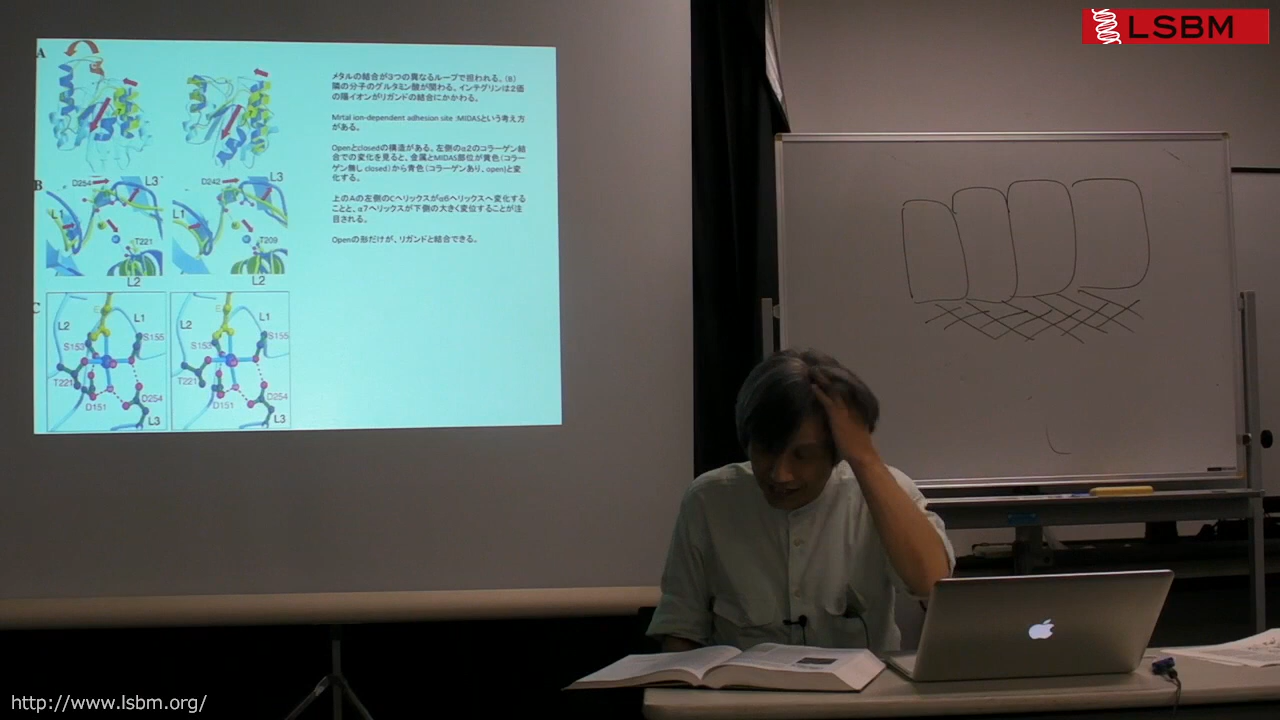 LSBM
A
メタルの結合が3つの異なるループで担われる。(B)
隣の分子のグルタミン酸が関わる。インテグリンは2価
の陽イオンがリガンドの結合にかかわる。
Mrtal ion-dependent adhesion site :MIDASという考え方
がある。
Openとclosedの構造がある。左側のα2のコラーゲン結
合での変化を見ると、金属とMIDAS部位が黄色(コラー
ゲン無し closed)から青色(コラーゲンあり、open)と変
化する。
上のAの左側のCヘリックスがα6ヘリックスへ変化する
ことと、α7ヘリックスが下側の大きく変位することが注
目される。
Openの形だけが、リガンドと結合できる。
B
D254 L3
L1
T221
L2
D242 L3
L1
T209
L2
C
L2 L1
S153 S155
T221
D151 D254
L3
L2 L1
S153 S155
T221
D151 D254
L3
http://www.lsbm.org/